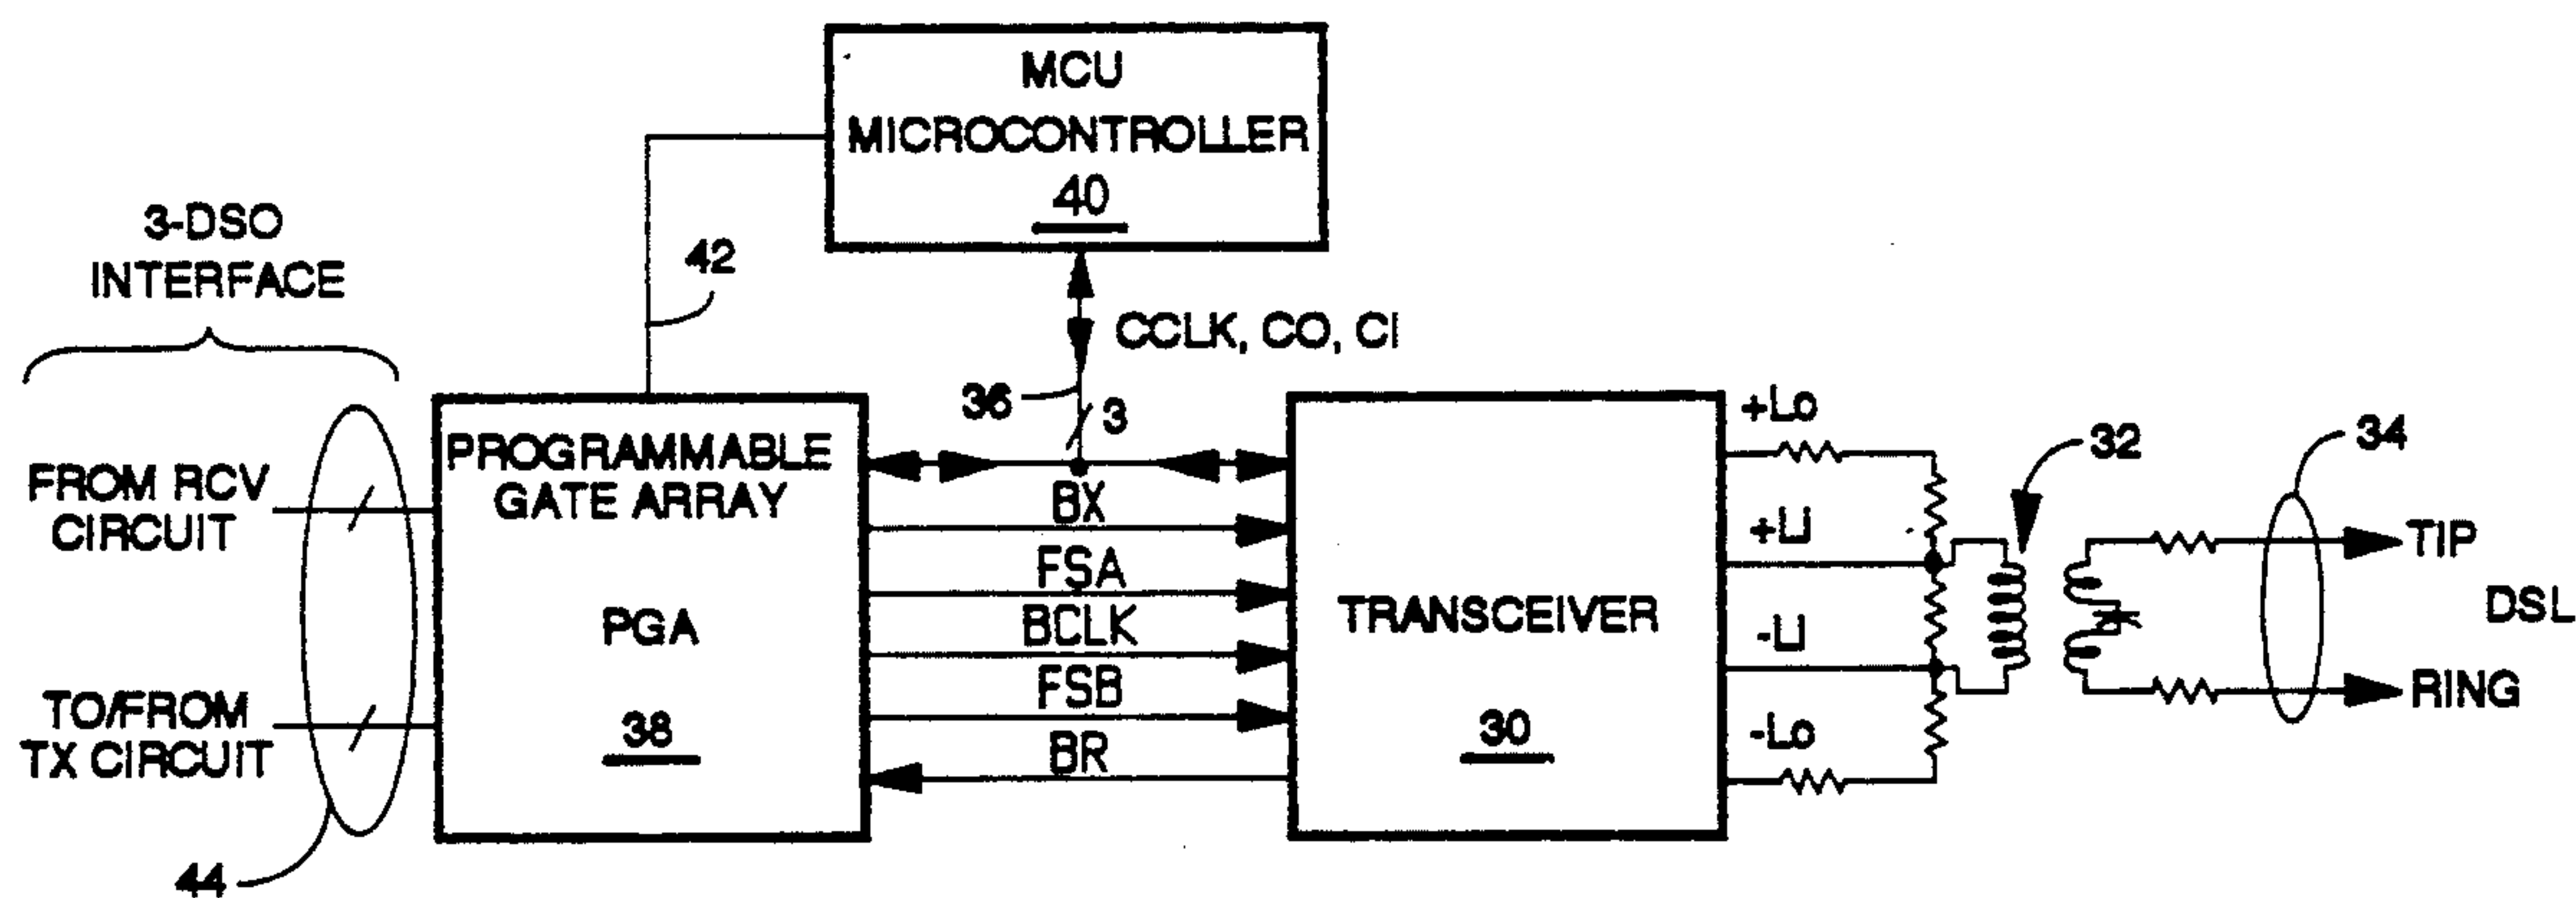 MCU
MICROCONTROLLER
40
3-DSO
INTERFACE
42
CCLK, CO, CI
36
3
FROM RCV
CIRCUIT
TO/FROM
TX CIRCUIT
44
PROGRAMMABLE
GATE ARRAY
PGA
38
BX
FSA
BCLK
FSB
BR
TRANSCEIVER
30
+Lo
+LI
-LI
-Lo
32
34
TIP
DSL
RING